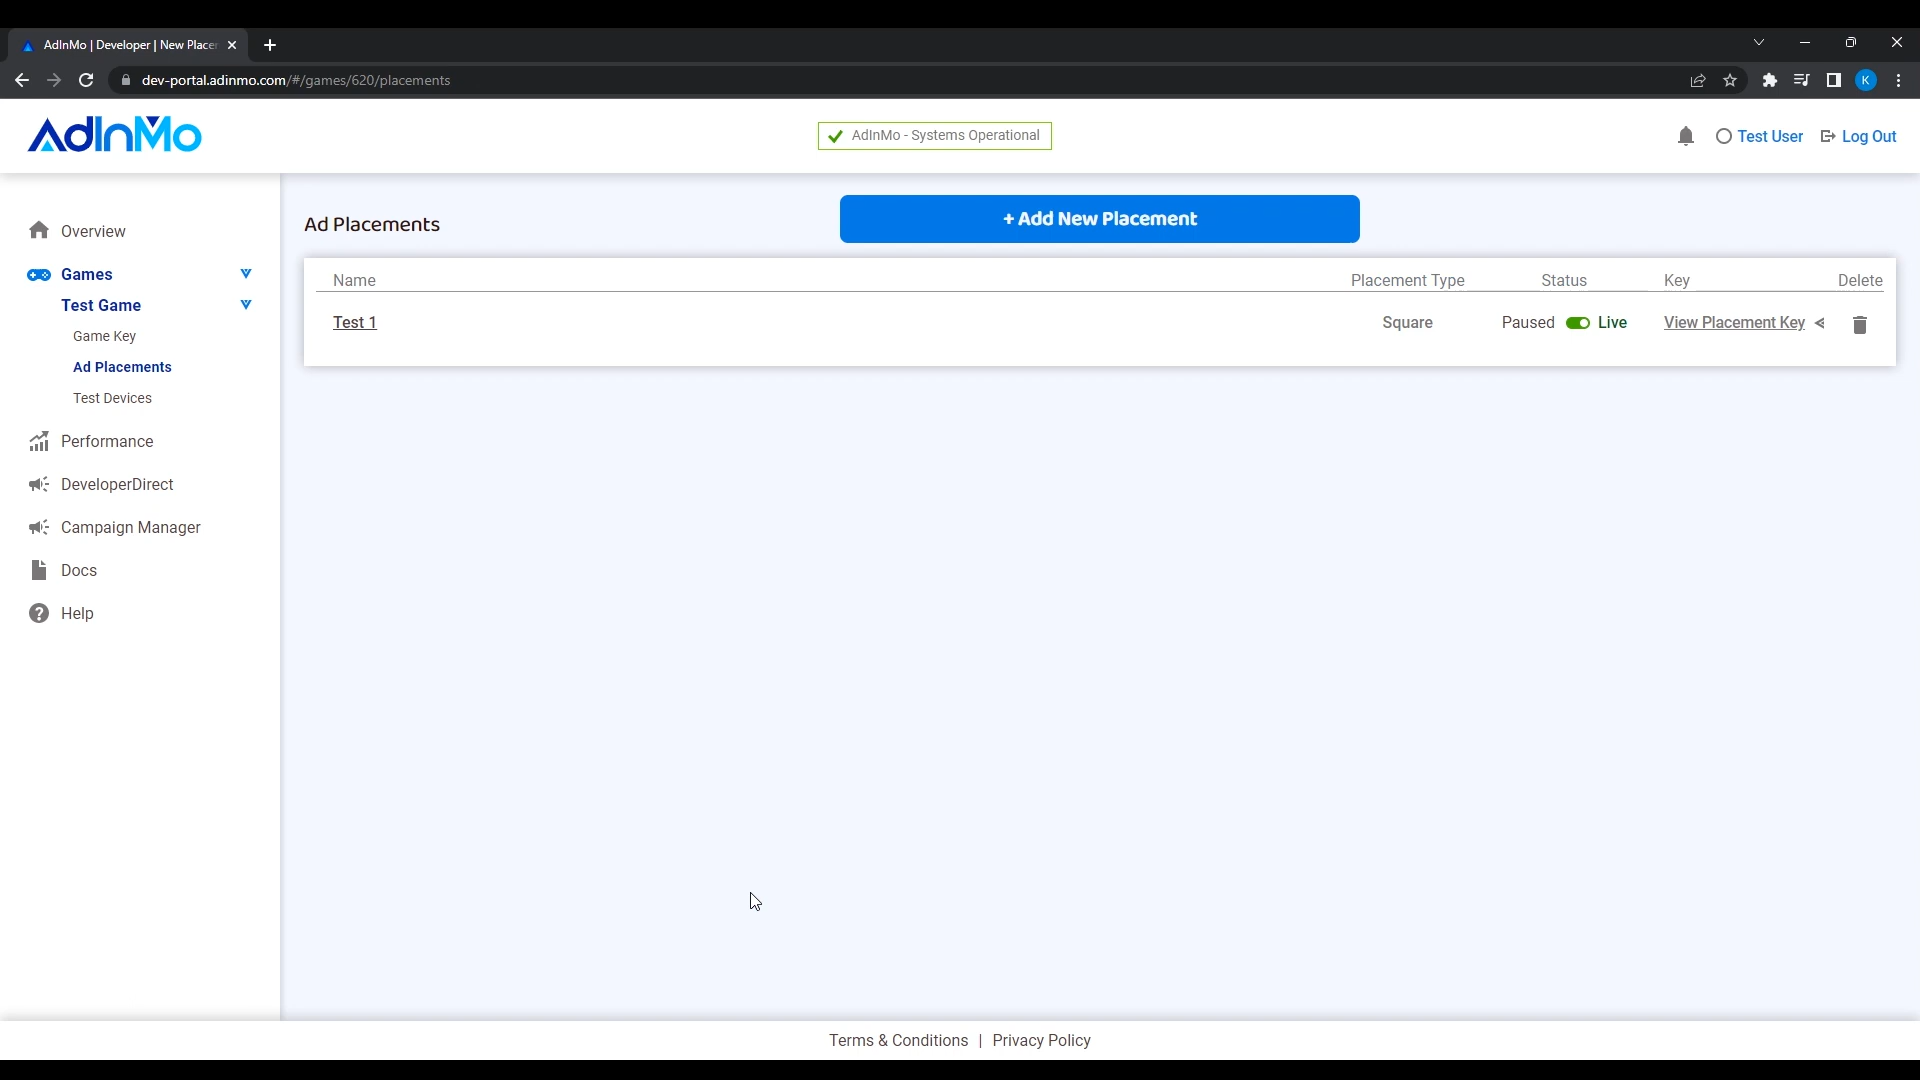 AdInMo | Developer | New Placer
dev-portal.adinmo.com/#/games/620/placements
K
AdInMo
AdInMo - Systems Operational
Test User
Log Out
Overview
Games
Test Game
Game Key
Ad Placements
Test Devices
Performance
DeveloperDirect
Campaign Manager
Docs
Help
Ad Placements
+ Add New Placement
Name Placement Type Status Key Delete
Test 1 Square Paused Live View Placement Key
Terms & Conditions | Privacy Policy